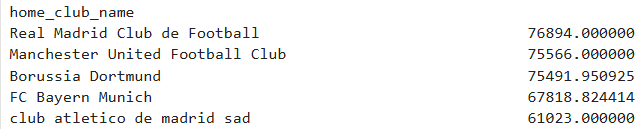 home_club_name
Real Madrid Club de Football 76894.000000
Manchester United Football Club 75566.000000
Borussia Dortmund 75491.950925
FC Bayern Munich 67818.824414
club atletico de madrid sad 61023.000000